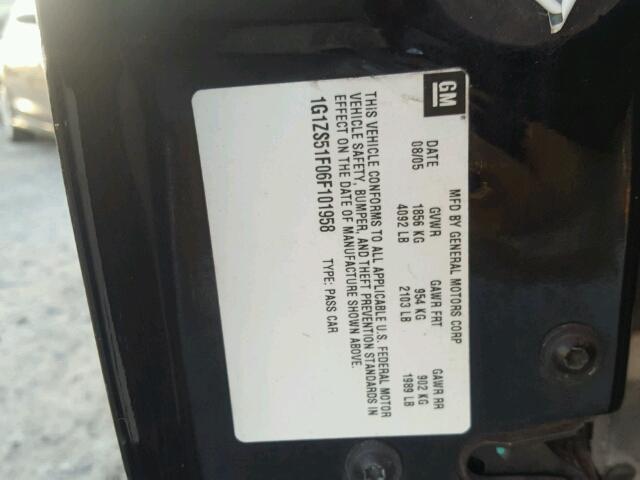 GM
MFD BY GENERAL MOTORS CORP
DATE GVWR GAWR FRT GAWR RR
08/05 1856 KG 954 KG 902 KG
4092 LB 2103 LB 1989 LB
THIS VEHICLE CONFORMS TO ALL APPLICABLE U.S. FEDERAL MOTOR
VEHICLE SAFETY, BUMPER, AND THEFT PREVENTION STANDARDS IN
EFFECT ON THE DATE OF MANUFACTURE SHOWN ABOVE.
1G1ZS51F06F101958 TYPE: PASS CAR